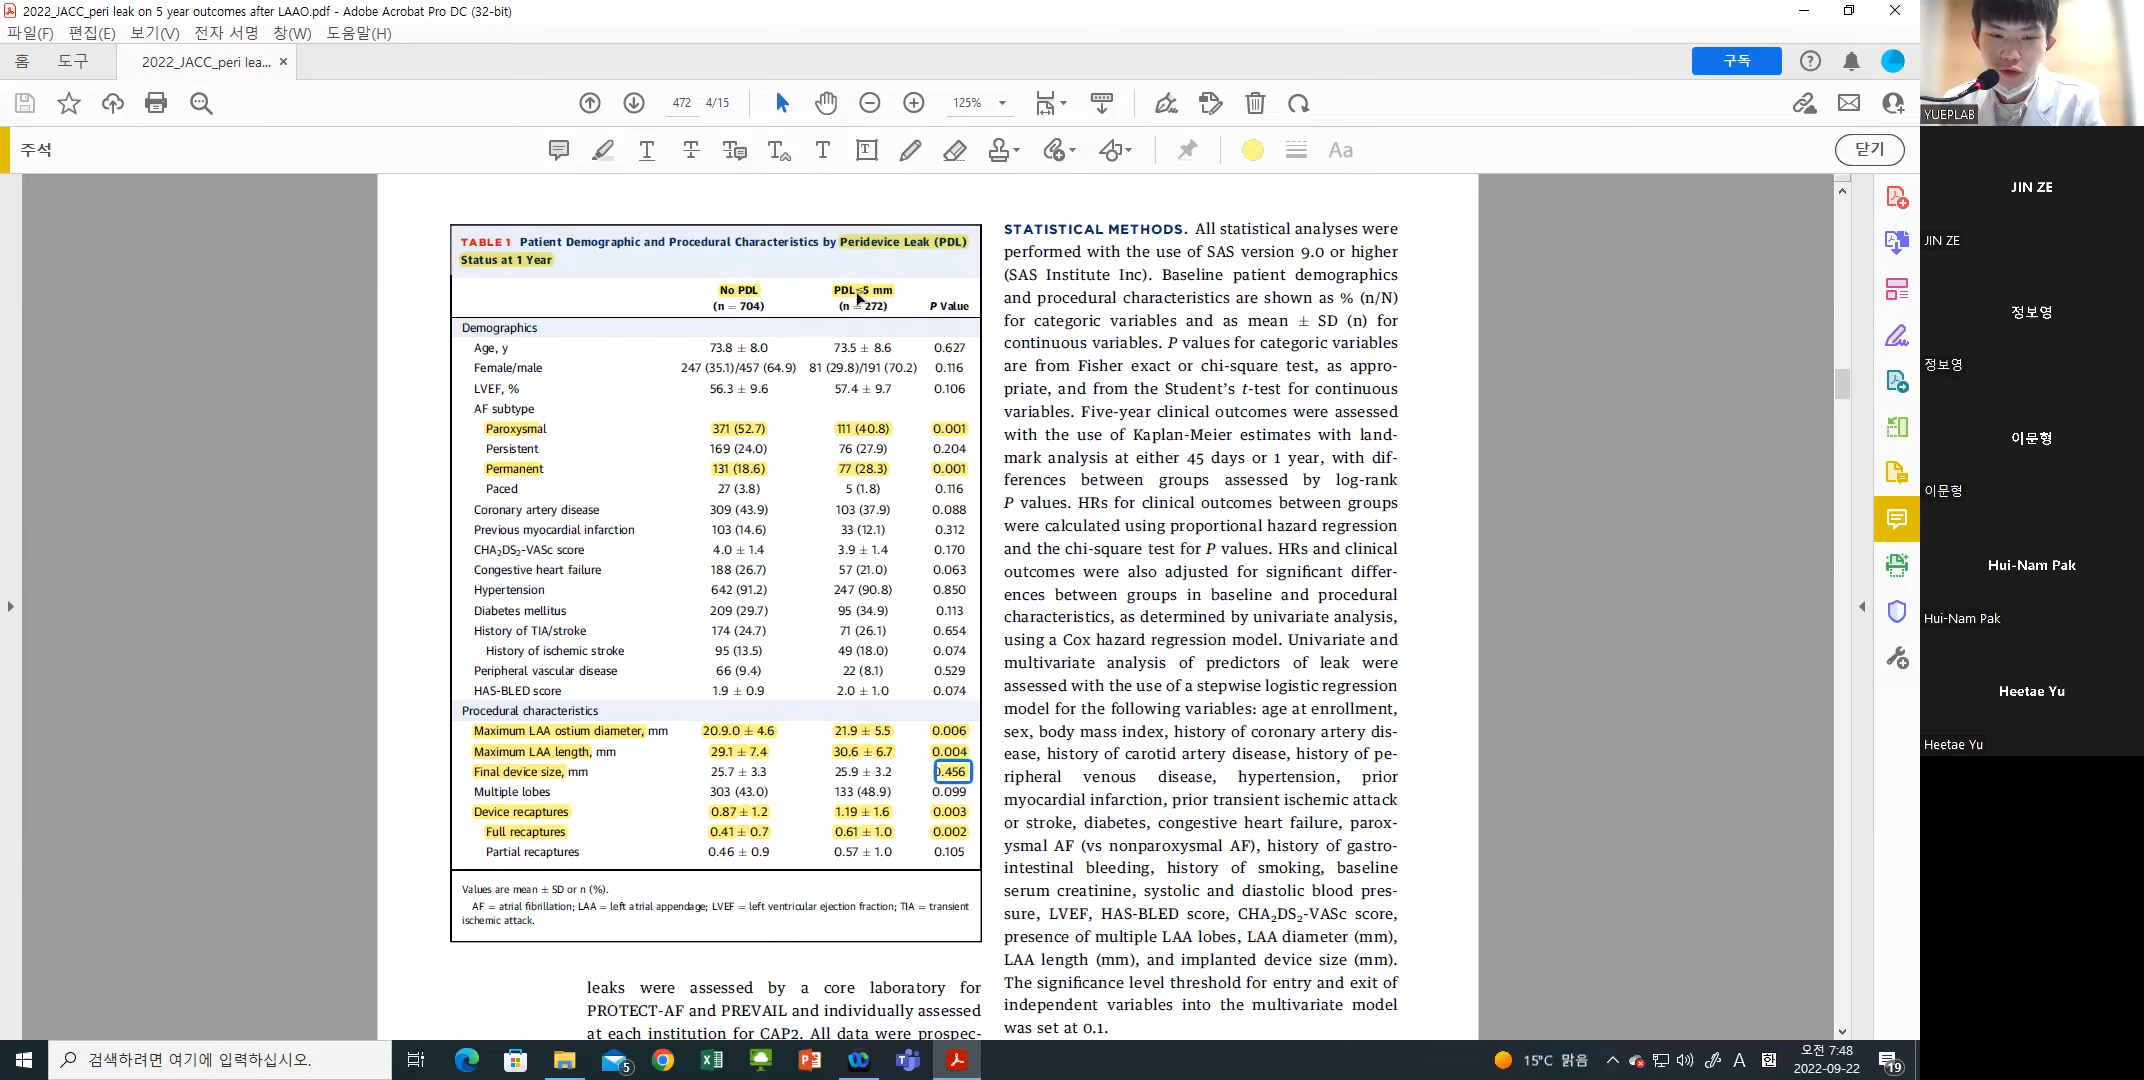 2022_JACC_peri leak on 5 year outcomes after LAAO.pdf - Adobe Acrobat Pro DC (32-bit)
파일(F) 편집(E) 보기(V) 전자 서명 창(W) 도움말(H)
홈 도구 2022_JACC_peri lea... × 구독
472 4/15 125%
주석 Aa 닫기
TABLE 1 Patient Demographic and Procedural Characteristics by Peridevice Leak (PDL)
Status at 1 Year
No PDL PDL≤5 mm
(n = 704) (n = 272) P Value
Demographics
Age, y 73.8 ± 8.0 73.5 ± 8.6 0.627
Female/male 247 (35.1)/457 (64.9) 81 (29.8)/191 (70.2) 0.116
LVEF, % 56.3 ± 9.6 57.4 ± 9.7 0.106
AF subtype
Paroxysmal 371 (52.7) 111 (40.8) 0.001
Persistent 169 (24.0) 76 (27.9) 0.204
Permanent 131 (18.6) 77 (28.3) 0.001
Paced 27 (3.8) 5 (1.8) 0.116
Coronary artery disease 309 (43.9) 103 (37.9) 0.088
Previous myocardial infarction 103 (14.6) 33 (12.1) 0.312
CHA₂DS₂-VASc score 4.0 ± 1.4 3.9 ± 1.4 0.170
Congestive heart failure 188 (26.7) 57 (21.0) 0.063
Hypertension 642 (91.2) 247 (90.8) 0.850
Diabetes mellitus 209 (29.7) 95 (34.9) 0.113
History of TIA/stroke 174 (24.7) 71 (26.1) 0.654
History of ischemic stroke 95 (13.5) 49 (18.0) 0.074
Peripheral vascular disease 66 (9.4) 22 (8.1) 0.529
HAS-BLED score 1.9 ± 0.9 2.0 ± 1.0 0.074
Procedural characteristics
Maximum LAA ostium diameter, mm 20.9.0 ± 4.6 21.9 ± 5.5 0.006
Maximum LAA length, mm 29.1 ± 7.4 30.6 ± 6.7 0.004
Final device size, mm 25.7 ± 3.3 25.9 ± 3.2 0.456
Multiple lobes 303 (43.0) 133 (48.9) 0.099
Device recaptures 0.87 ± 1.2 1.19 ± 1.6 0.003
Full recaptures 0.41 ± 0.7 0.61 ± 1.0 0.002
Partial recaptures 0.46 ± 0.9 0.57 ± 1.0 0.105
Values are mean ± SD or n (%).
AF = atrial fibrillation; LAA = left atrial appendage; LVEF = left ventricular ejection fraction; TIA = transient
ischemic attack.
leaks were assessed by a core laboratory for
PROTECT-AF and PREVAIL and individually assessed
at each institution for CAP2. All data were prospec-
STATISTICAL METHODS. All statistical analyses were
performed with the use of SAS version 9.0 or higher
(SAS Institute Inc). Baseline patient demographics
and procedural characteristics are shown as % (n/N)
for categoric variables and as mean ± SD (n) for
continuous variables. P values for categoric variables
are from Fisher exact or chi-square test, as appro-
priate, and from the Student's t-test for continuous
variables. Five-year clinical outcomes were assessed
with the use of Kaplan-Meier estimates with land-
mark analysis at either 45 days or 1 year, with dif-
ferences between groups assessed by log-rank
P values. HRs for clinical outcomes between groups
were calculated using proportional hazard regression
and the chi-square test for P values. HRs and clinical
outcomes were also adjusted for significant differ-
ences between groups in baseline and procedural
characteristics, as determined by univariate analysis,
using a Cox hazard regression model. Univariate and
multivariate analysis of predictors of leak were
assessed with the use of a stepwise logistic regression
model for the following variables: age at enrollment,
sex, body mass index, history of coronary artery dis-
ease, history of carotid artery disease, history of pe-
ripheral venous disease, hypertension, prior
myocardial infarction, prior transient ischemic attack
or stroke, diabetes, congestive heart failure, parox-
ysmal AF (vs nonparoxysmal AF), history of gastro-
intestinal bleeding, history of smoking, baseline
serum creatinine, systolic and diastolic blood pres-
sure, LVEF, HAS-BLED score, CHA₂DS₂-VASc score,
presence of multiple LAA lobes, LAA diameter (mm),
LAA length (mm), and implanted device size (mm).
The significance level threshold for entry and exit of
independent variables into the multivariate model
was set at 0.1.
YUEPLAB
JIN ZE
JIN ZE
정보영
정보영
이문형
이문형
Hui-Nam Pak
Hui-Nam Pak
Heetae Yu
Heetae Yu
검색하려면 여기에 입력하십시오. 5 15°C 맑음 A 한 오전 7:48
2022-09-22 19